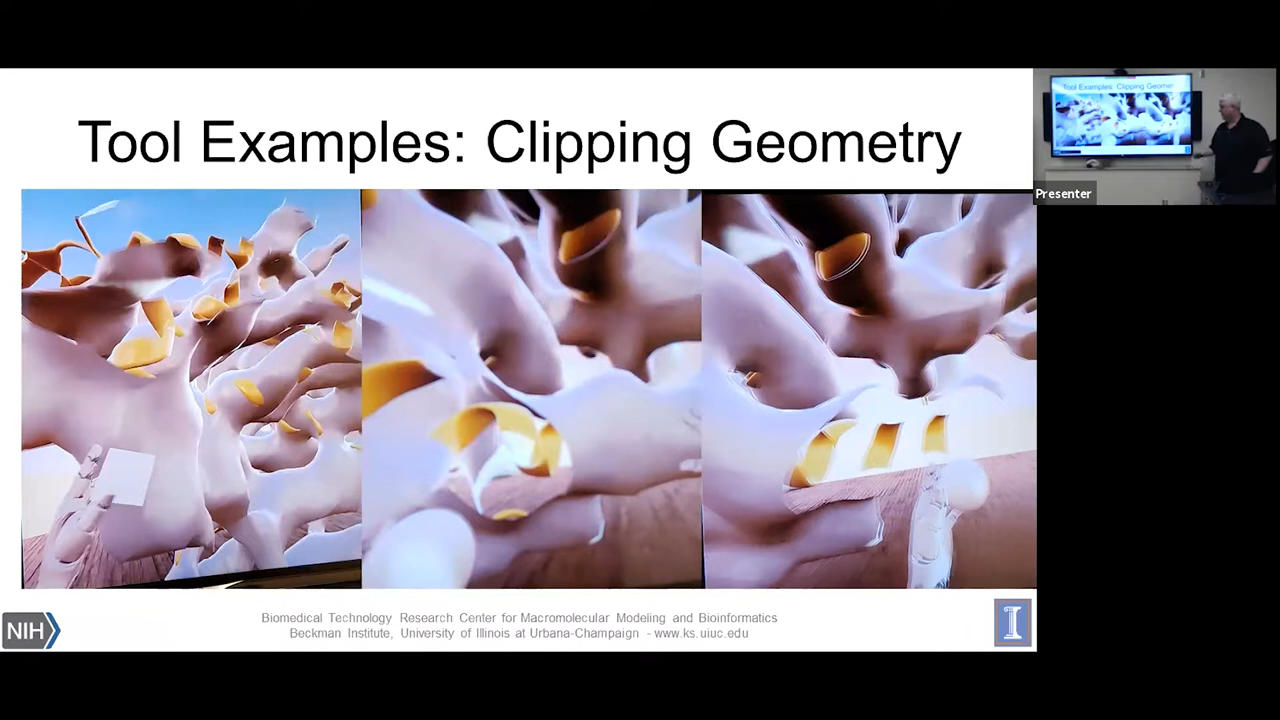 Tool Examples: Clipping Geometry
Tool Examples: Clipping Geomet
Presenter
NIH
Biomedical Technology Research Center for Macromolecular Modeling and Bioinformatics
Beckman Institute, University of Illinois at Urbana-Champaign - www.ks.uiuc.edu
I